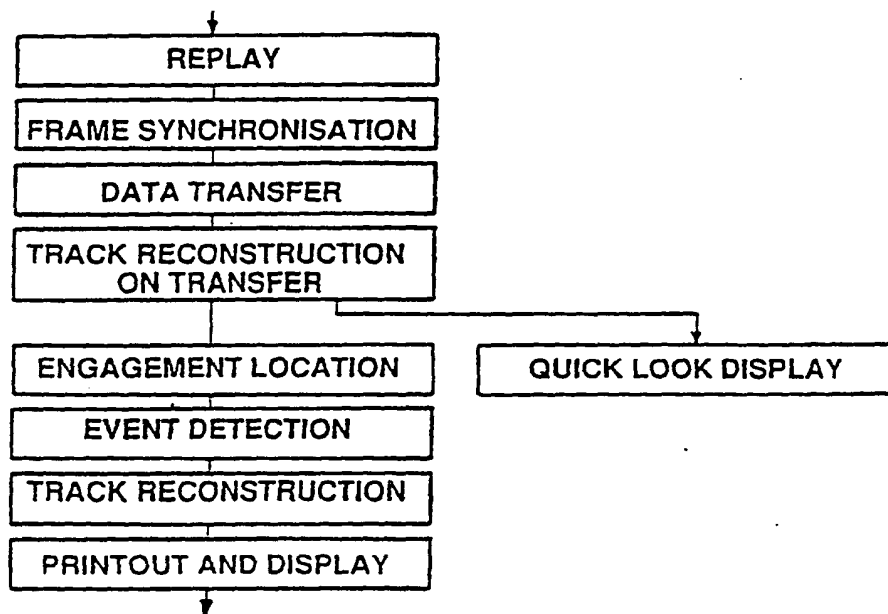 REPLAY
FRAME SYNCHRONISATION
DATA TRANSFER
TRACK RECONSTRUCTION
ON TRANSFER
ENGAGEMENT LOCATION
QUICK LOOK DISPLAY
EVENT DETECTION
TRACK RECONSTRUCTION
PRINTOUT AND DISPLAY